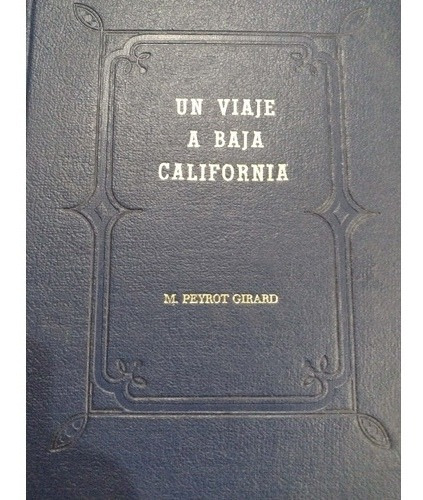 UN VIAJE
A BAJA
CALIFORNIA
M. PEYROT GIRARD